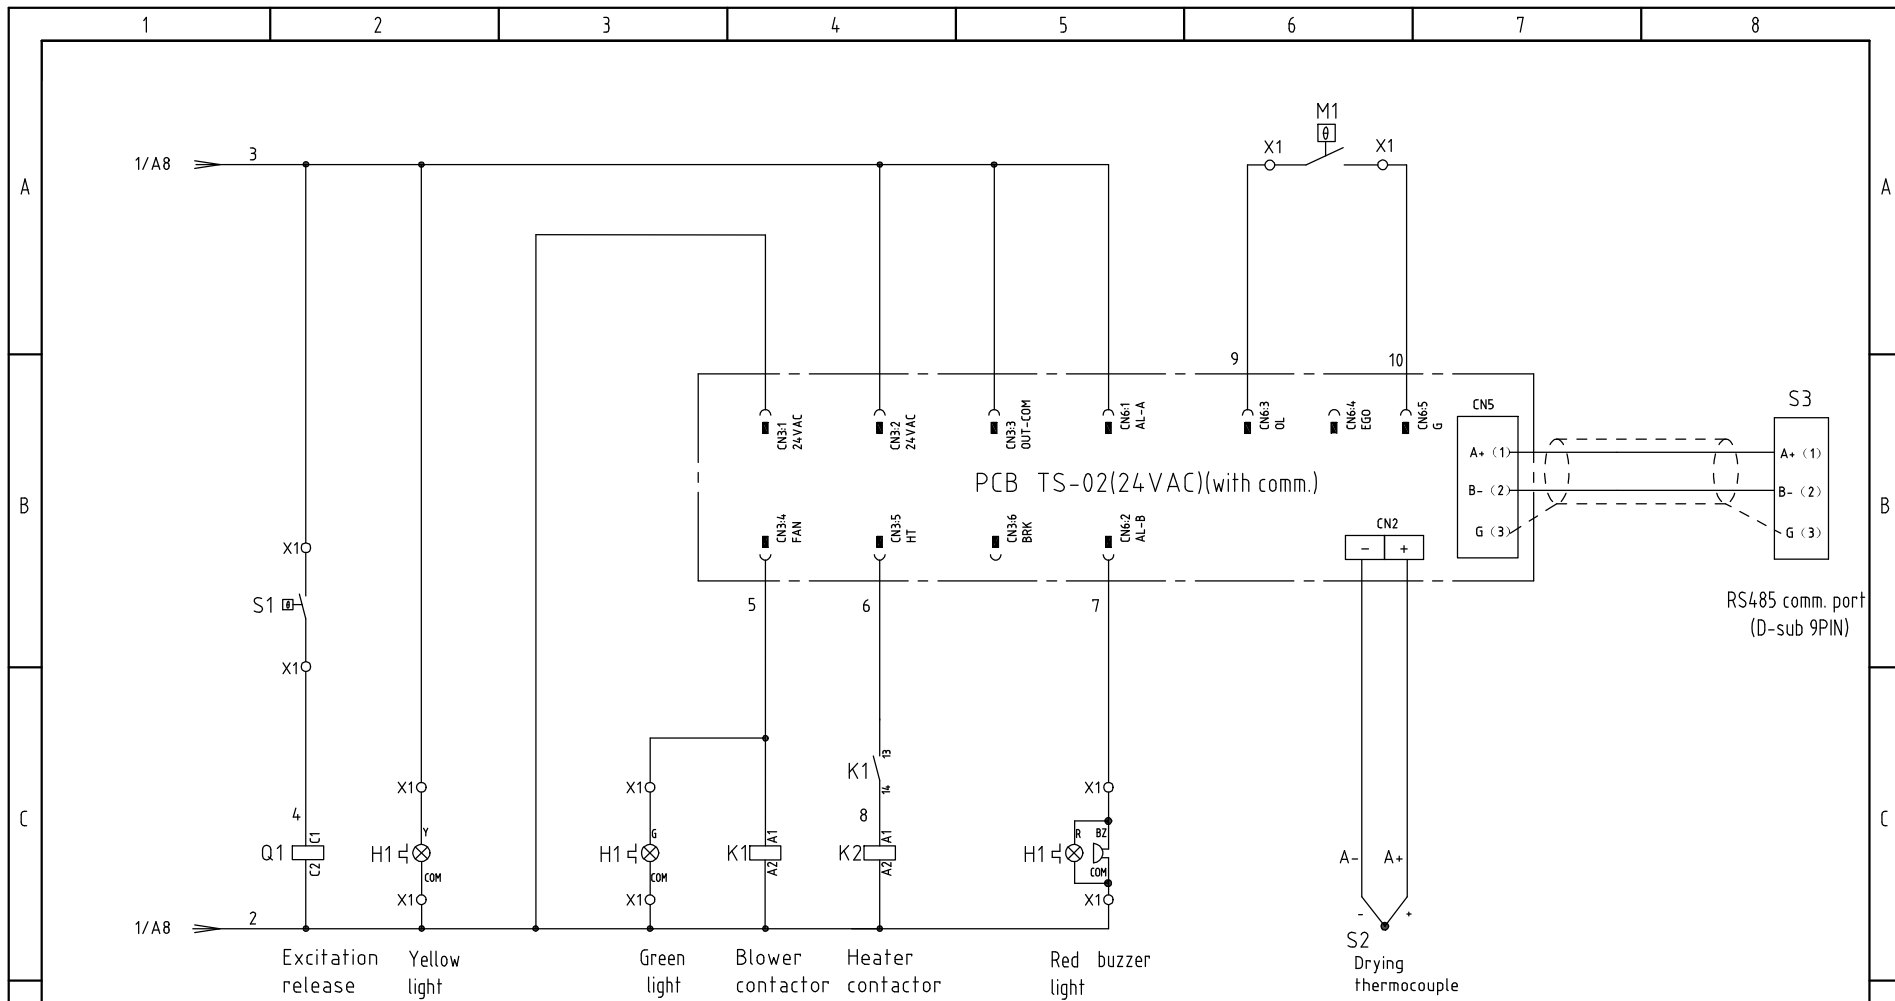 1 2 3 4 5 6 7 8
M1
θ
X1 X1
1/A8 3
A A
9 10
CN3:1
24VAC
CN3:2
24VAC
CN3:3
OUT-COM
CN6:1
AL-A
CN6:3
OL
CN6:4
EGO
CN6:5
G
CN5
S3
A+ (1) A+ (1)
PCB TS-02(24VAC)(with comm.)
B- (2) B- (2)
B B
G (3) G (3)
CN3:4
FAN
CN3:5
HT
CN3:6
BRK
CN6:2
AL-B
CN2
- +
X1
S1 θ
5 6 7
RS485 comm. port
(D-sub 9PIN)
X1
K1 13
14
X1 X1 X1
C C
4 8
Q1 C1
C2
H1 Y
COM
H1 G
COM
K1 A1
A2
K2 A1
A2
H1 R BZ
COM
A- A+
X1 X1 X1
- +
1/A8 2
S2
Drying
thermocouple
Excitation
release
Yellow
light
Green
light
Blower
contactor
Heater
contactor
Red buzzer
light